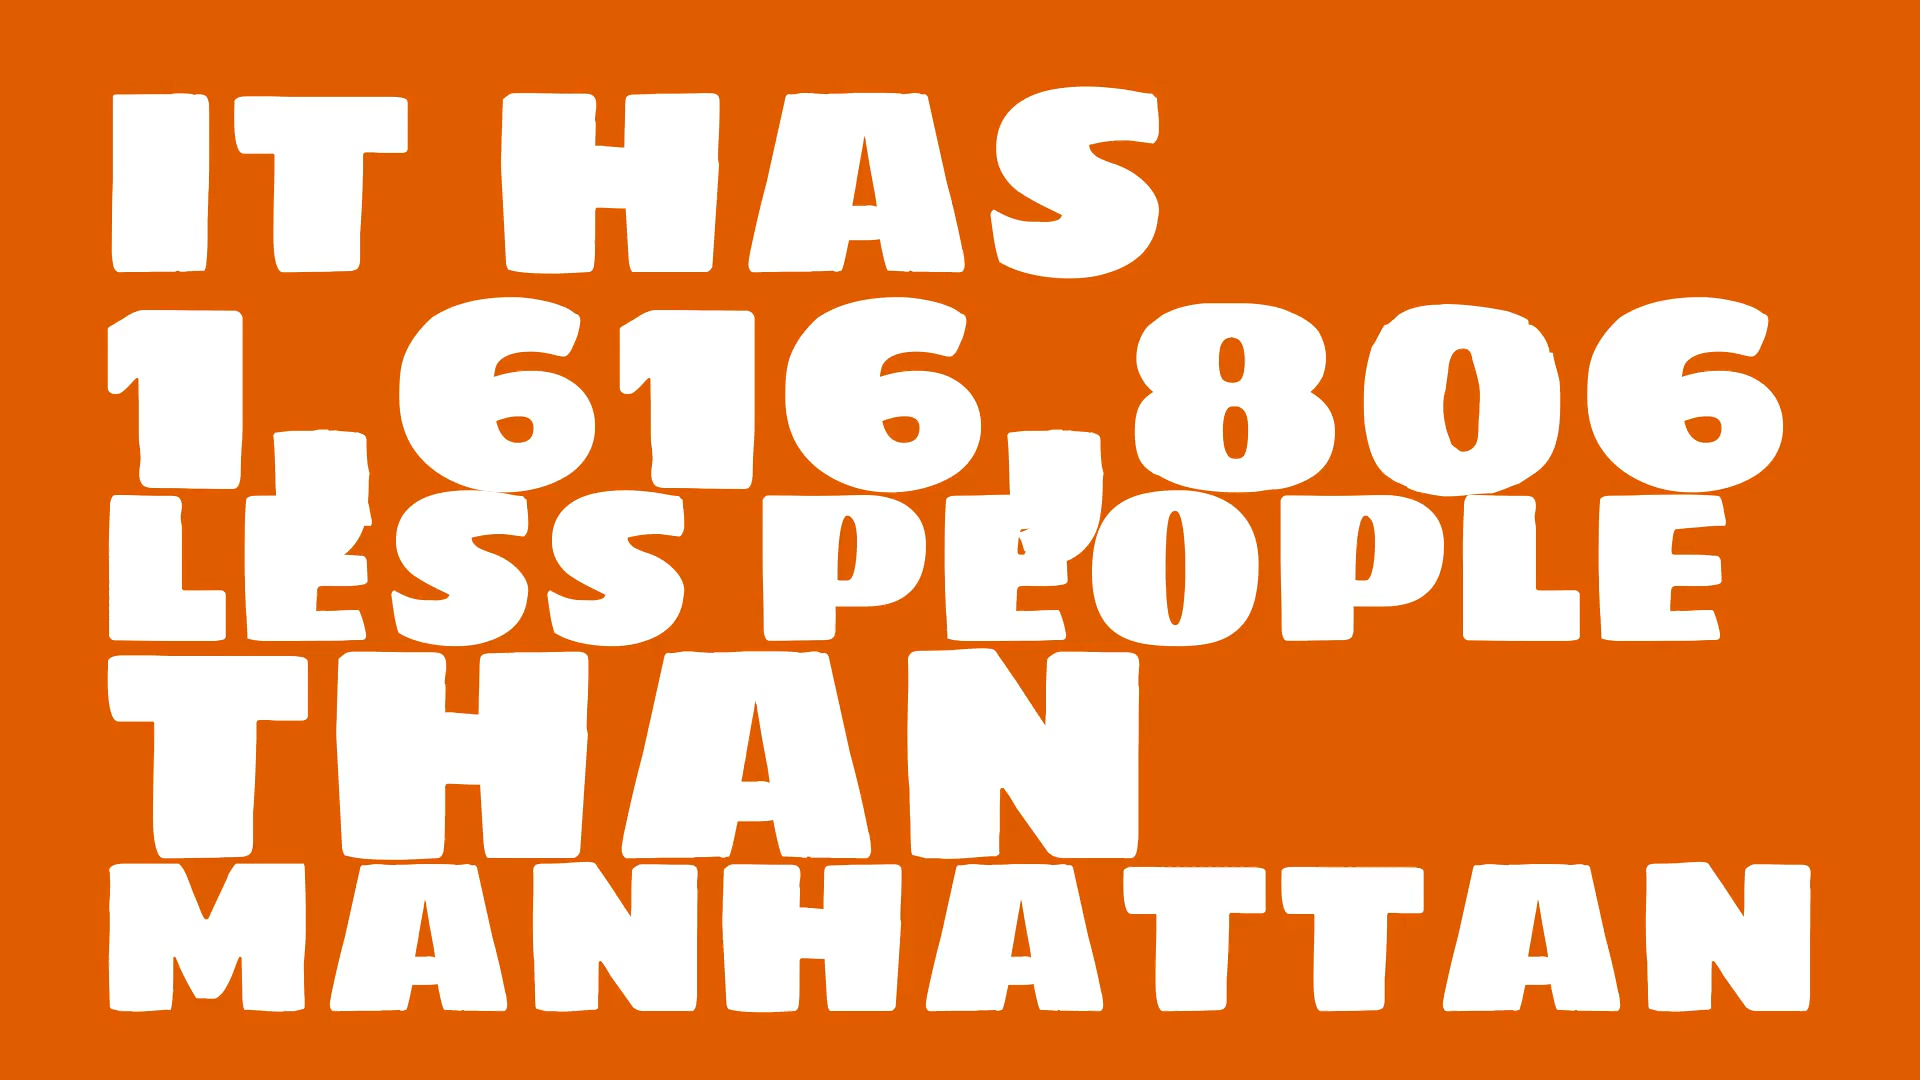 IT HAS
1,616,806
LESS PEOPLE
THAN
MANHATTAN